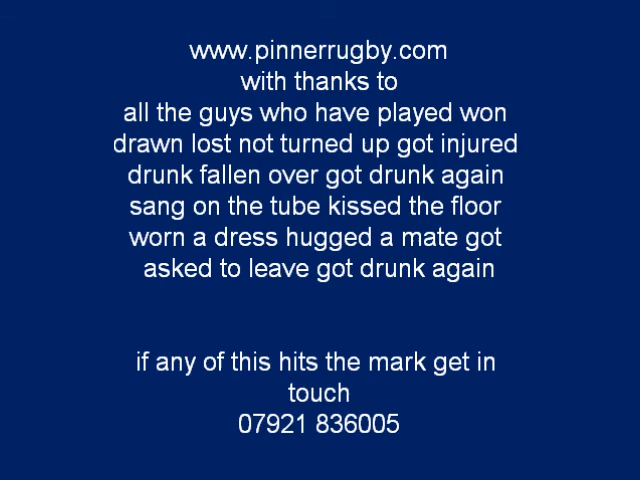 www.pinnerrugby.com
with thanks to
all the guys who have played won
drawn lost not turned up got injured
drunk fallen over got drunk again
sang on the tube kissed the floor
worn a dress hugged a mate got
asked to leave got drunk again
if any of this hits the mark get in
touch
07921 836005